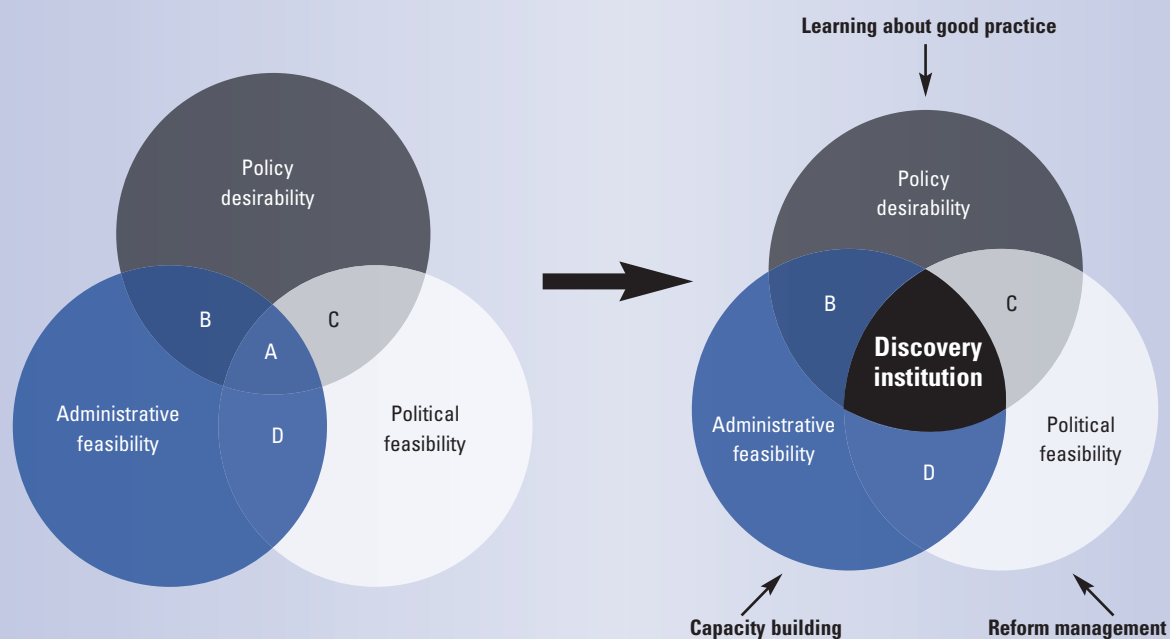 Policy
desirability
B
C
A
Administrative
feasibility
Political
feasibility
D
Learning about good practice
Policy
desirability
B
C
Discovery
institution
Administrative
feasibility
Political
feasibility
D
Capacity building
Reform management